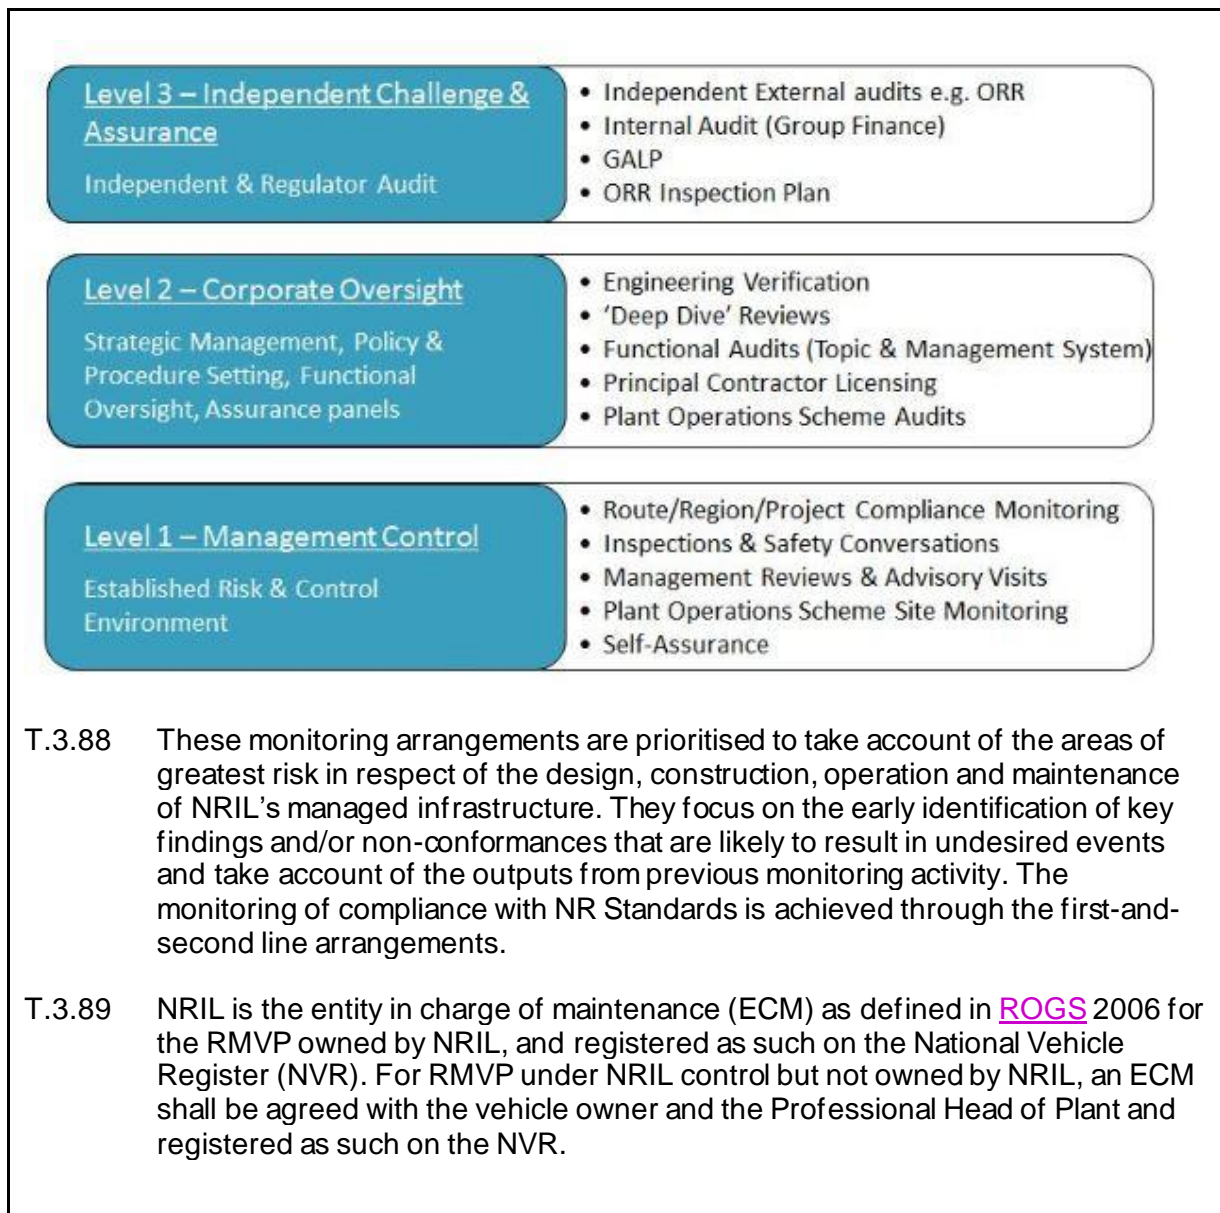 Level 3 – Independent Challenge &
Assurance
Independent & Regulator Audit
• Independent External audits e.g. ORR
• Internal Audit (Group Finance)
• GALP
• ORR Inspection Plan
Level 2 – Corporate Oversight
Strategic Management, Policy &
Procedure Setting, Functional
Oversight, Assurance panels
• Engineering Verification
• ‘Deep Dive’ Reviews
• Functional Audits (Topic & Management System)
• Principal Contractor Licensing
• Plant Operations Scheme Audits
Level 1 – Management Control
Established Risk & Control
Environment
• Route/Region/Project Compliance Monitoring
• Inspections & Safety Conversations
• Management Reviews & Advisory Visits
• Plant Operations Scheme Site Monitoring
• Self-Assurance
T.3.88 These monitoring arrangements are prioritised to take account of the areas of
greatest risk in respect of the design, construction, operation and maintenance
of NRIL’s managed infrastructure. They focus on the early identification of key
findings and/or non-conformances that are likely to result in undesired events
and take account of the outputs from previous monitoring activity. The
monitoring of compliance with NR Standards is achieved through the first-and-
second line arrangements.
T.3.89 NRIL is the entity in charge of maintenance (ECM) as defined in ROGS 2006 for
the RMVP owned by NRIL, and registered as such on the National Vehicle
Register (NVR). For RMVP under NRIL control but not owned by NRIL, an ECM
shall be agreed with the vehicle owner and the Professional Head of Plant and
registered as such on the NVR.